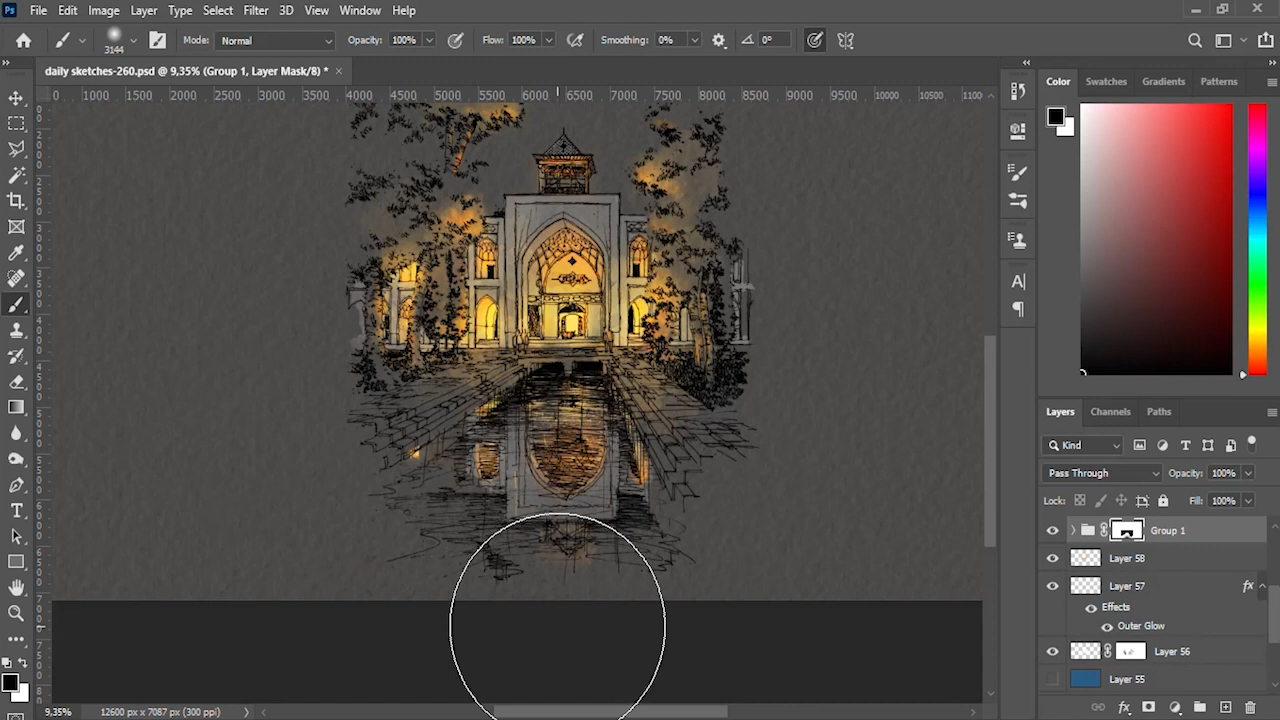 Ps File Edit Image Layer Type Select Filter 3D View Window Help
3144 Mode: Normal Opacity: 100% Flow: 100% Smoothing: 0% 0°
daily sketches-260.psd @ 9,35% (Group 1, Layer Mask/8) * ×
0 1000 1500 2000 2500 3000 3500 4000 4500 5000 5500 6000 6500 7000 7500 8000 8500 9000 9500 10000 10500 1100
Color Swatches Gradients Patterns
Layers Channels Paths
Kind
Pass Through Opacity: 100%
Lock: Fill: 100%
Group 1
Layer 58
Layer 57 fx
Effects
Outer Glow
Layer 56
Layer 55
9,35% 12600 px x 7087 px (300 ppi)